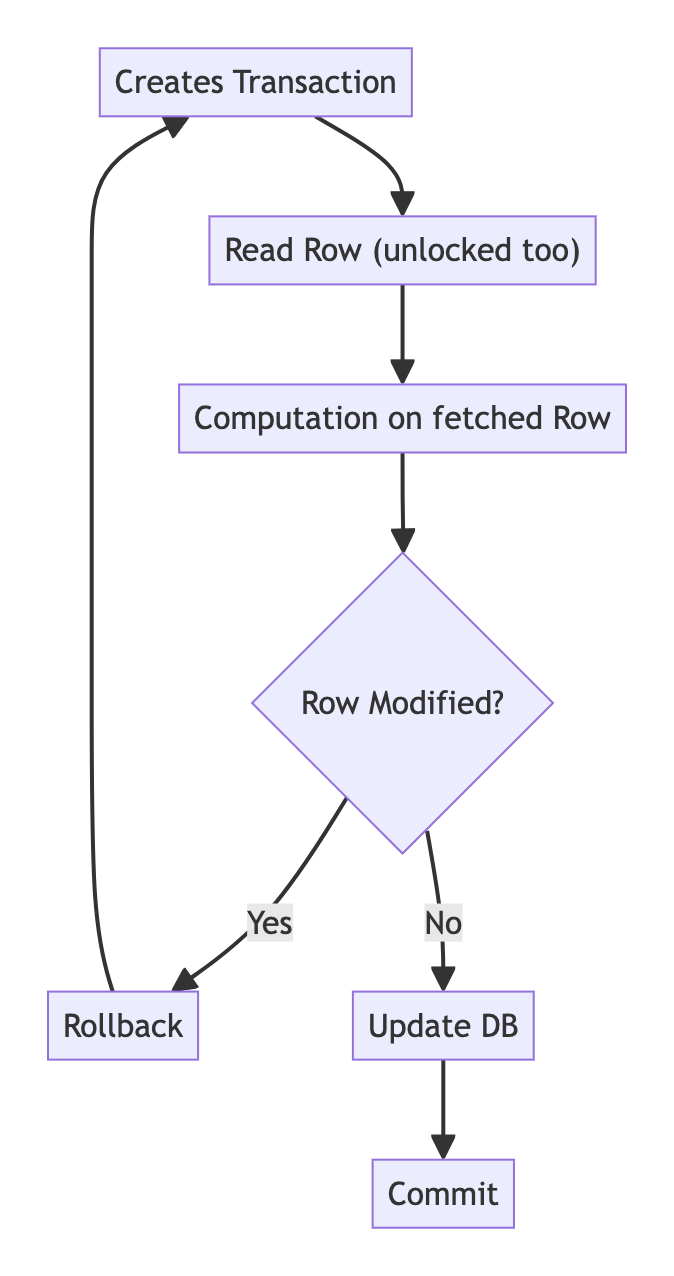 Creates Transaction
Read Row (unlocked too)
Computation on fetched Row
Row Modified?
Yes
No
Rollback
Update DB
Commit